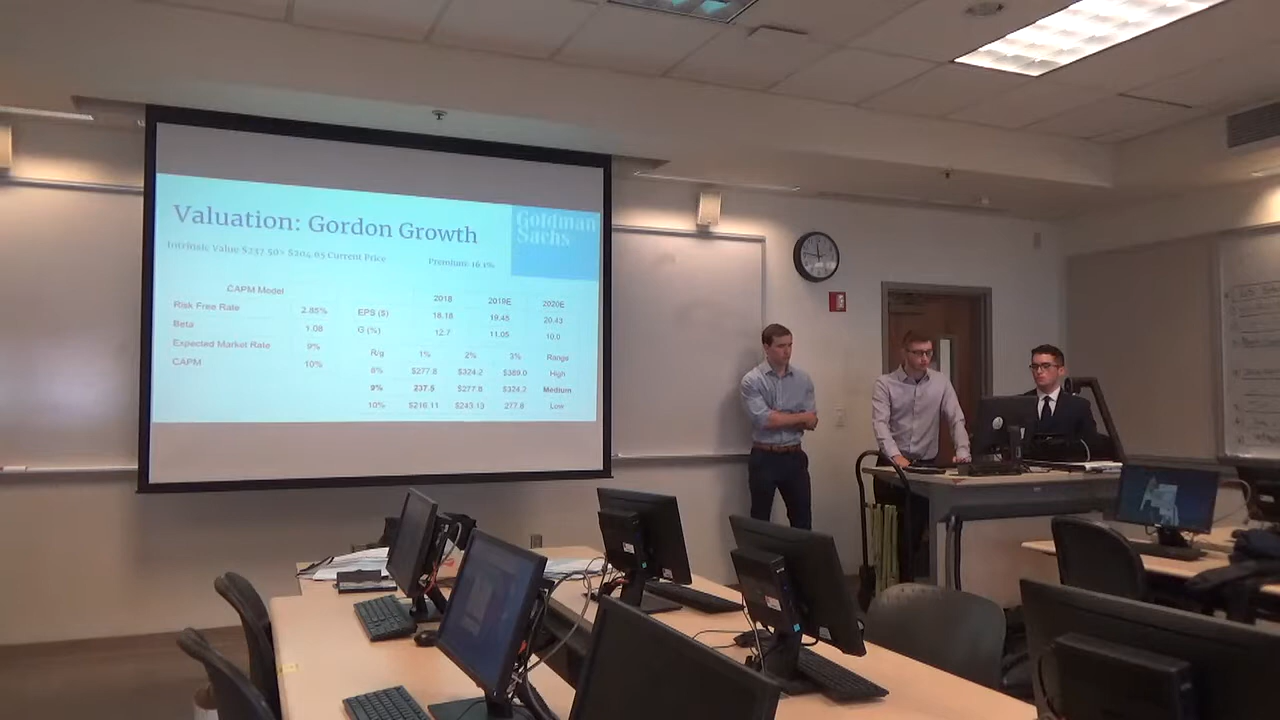 Valuation: Gordon Growth
Goldman
Sachs
Intrinsic Value $237.50> $204.63 Current Price
Premium: 16.1%
CAPM Model
Risk Free Rate 2.85%
Beta 1.08
Expected Market Rate 9%
CAPM 10%
2018 2019E 2020E
EPS ($) 18.18 19.45 20.43
G (%) 12.7 11.05 10.0
R/g 1% 2% 3% Range
8% $277.8 $324.2 $389.0 High
9% 237.5 $277.8 $324.2 Medium
10% $216.11 $243.13 277.8 Low